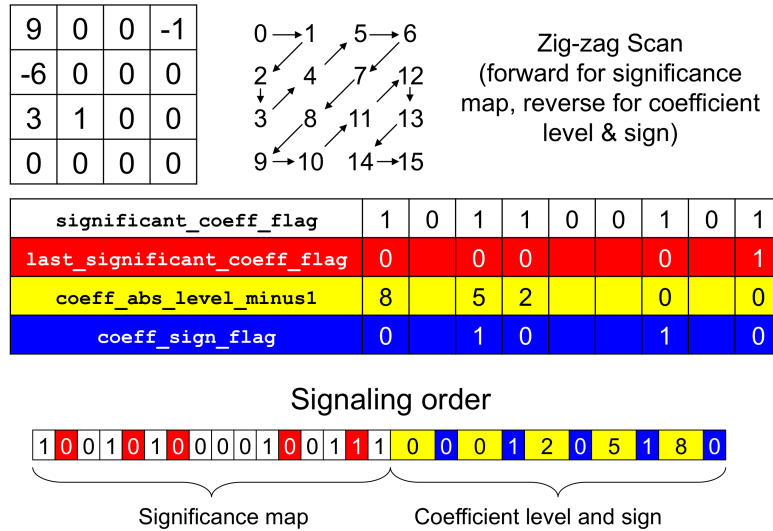 9 0 0 -1
-6 0 0 0
3 1 0 0
0 0 0 0
0 1 5 6
2 4 7 12
3 8 11 13
9 10 14 15
Zig-zag Scan
(forward for significance
map, reverse for coefficient
level & sign)
significant_coeff_flag 1 0 1 1 0 0 1 0 1
last_significant_coeff_flag 0 0 0 0 1
coeff_abs_level_minus1 8 5 2 0 0
coeff_sign_flag 0 1 0 1 0
Signaling order
1 0 0 1 0 1 0 0 0 0 1 0 0 1 1 1 0 0 0 1 2 0 5 1 8 0
Significance map Coefficient level and sign